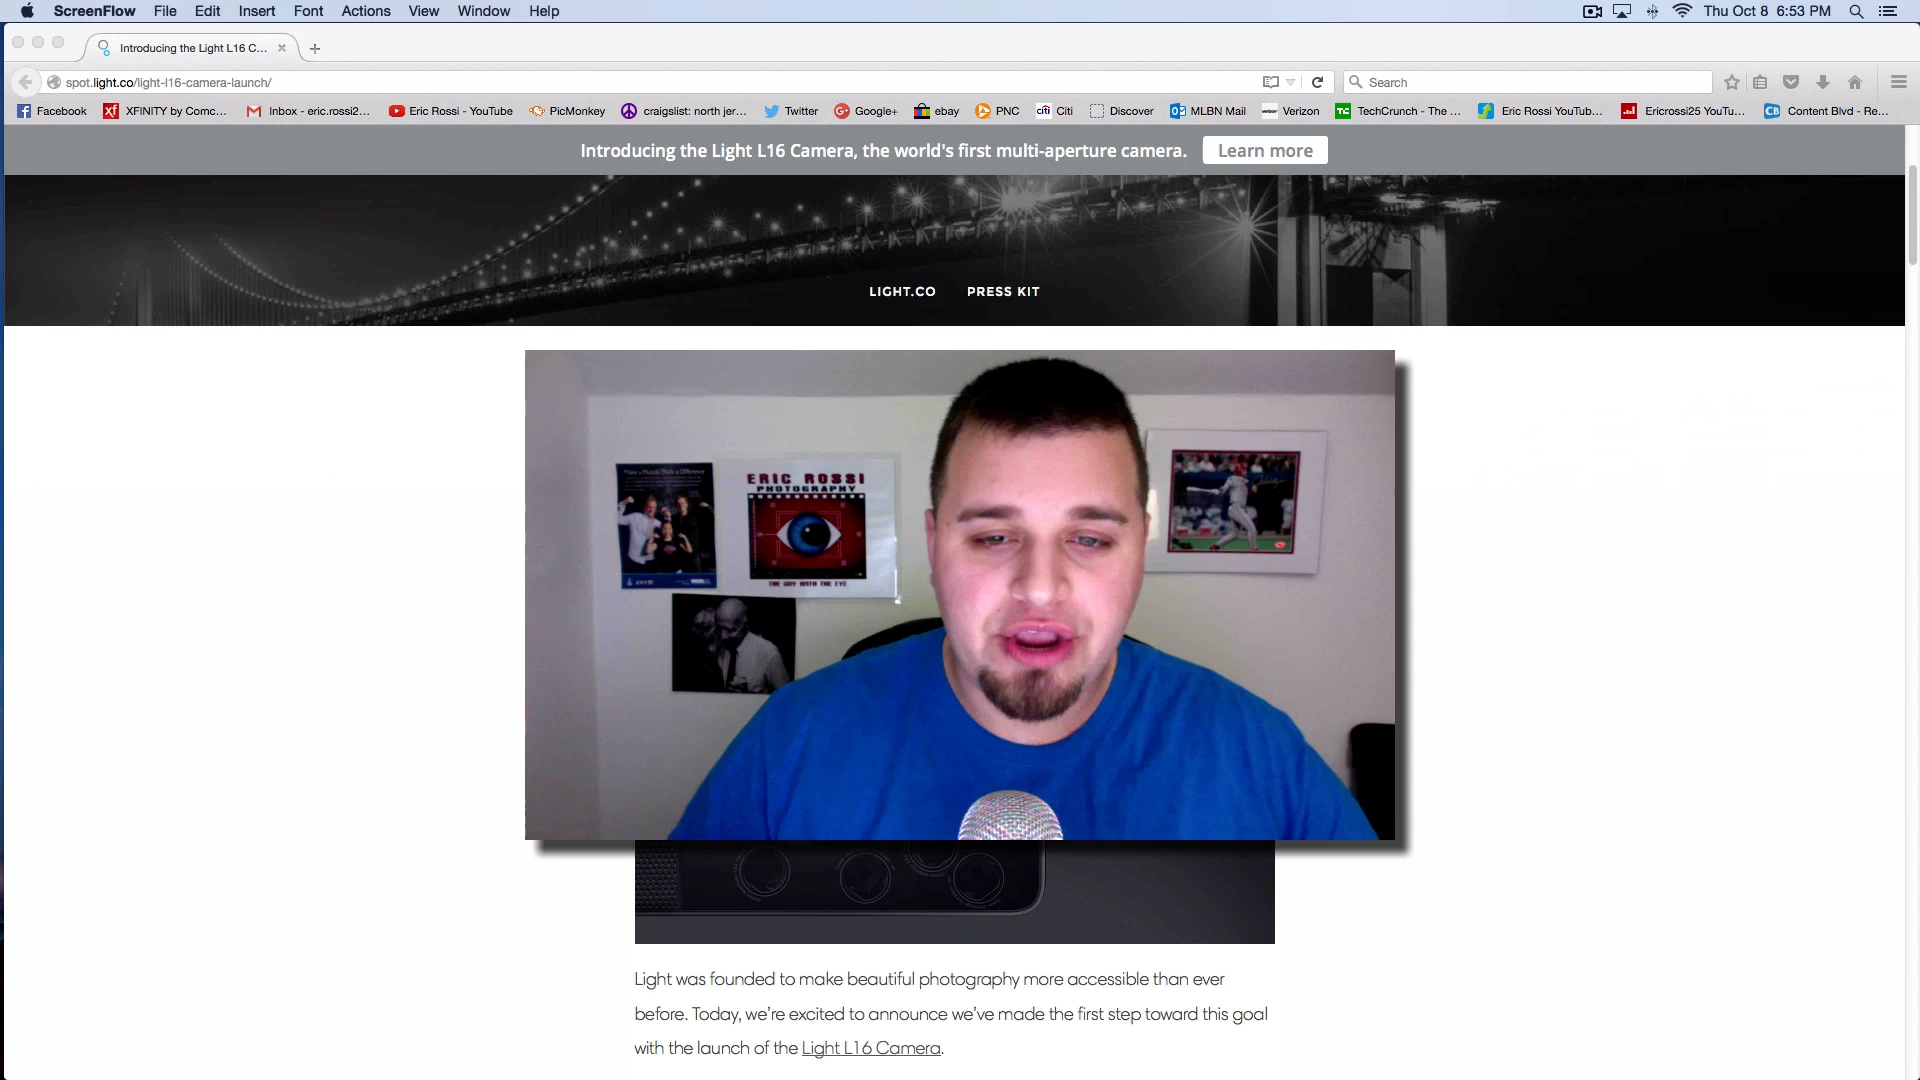 ScreenFlow File Edit Insert Font Actions View Window Help Thu Oct 8 6:53 PM
Introducing the Light L16 C...
spot.light.co/light-l16-camera-launch/ Search
Facebook XFINITY by Comc... Inbox - eric.rossi2... Eric Rossi - YouTube PicMonkey craigslist: north jer... Twitter Google+ ebay PNC Citi Discover MLBN Mail Verizon TechCrunch - The ... Eric Rossi YouTub... Ericrossi25 YouTu... Content Blvd - Re...
Introducing the Light L16 Camera, the world's first multi-aperture camera. Learn more
LIGHT.CO PRESS KIT
ERIC ROSSI
PHOTOGRAPHY
THE GUY WITH THE EYE
Light was founded to make beautiful photography more accessible than ever
before. Today, we're excited to announce we've made the first step toward this goal
with the launch of the Light L16 Camera.